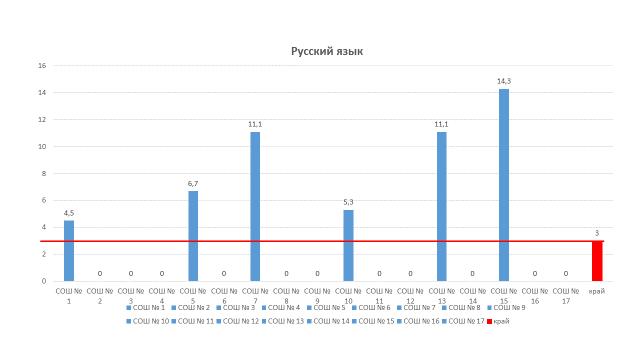 Русский язык
16
14
12
10
8
6
4
2
0
4,5
0
0
0
6,7
0
11,1
0
0
5,3
0
0
11,1
0
14,3
0
0
3
СОШ № 1
СОШ № 2
СОШ № 3
СОШ № 4
СОШ № 5
СОШ № 6
СОШ № 7
СОШ № 8
СОШ № 9
СОШ № 10
СОШ № 11
СОШ № 12
СОШ № 13
СОШ № 14
СОШ № 15
СОШ № 16
СОШ № 17
край
СОШ № 1 СОШ № 2 СОШ № 3 СОШ № 4 СОШ № 5 СОШ № 6 СОШ № 7 СОШ № 8 СОШ № 9
СОШ № 10 СОШ № 11 СОШ № 12 СОШ № 13 СОШ № 14 СОШ № 15 СОШ № 16 СОШ № 17 край